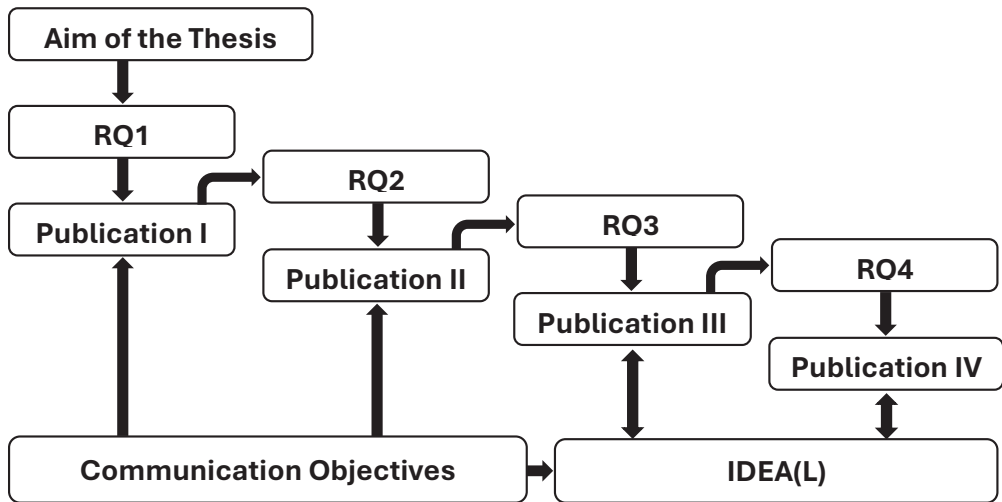 Aim of the Thesis
RQ1
Publication I
RQ2
Publication II
RQ3
Publication III
RQ4
Publication IV
Communication Objectives
IDEA(L)